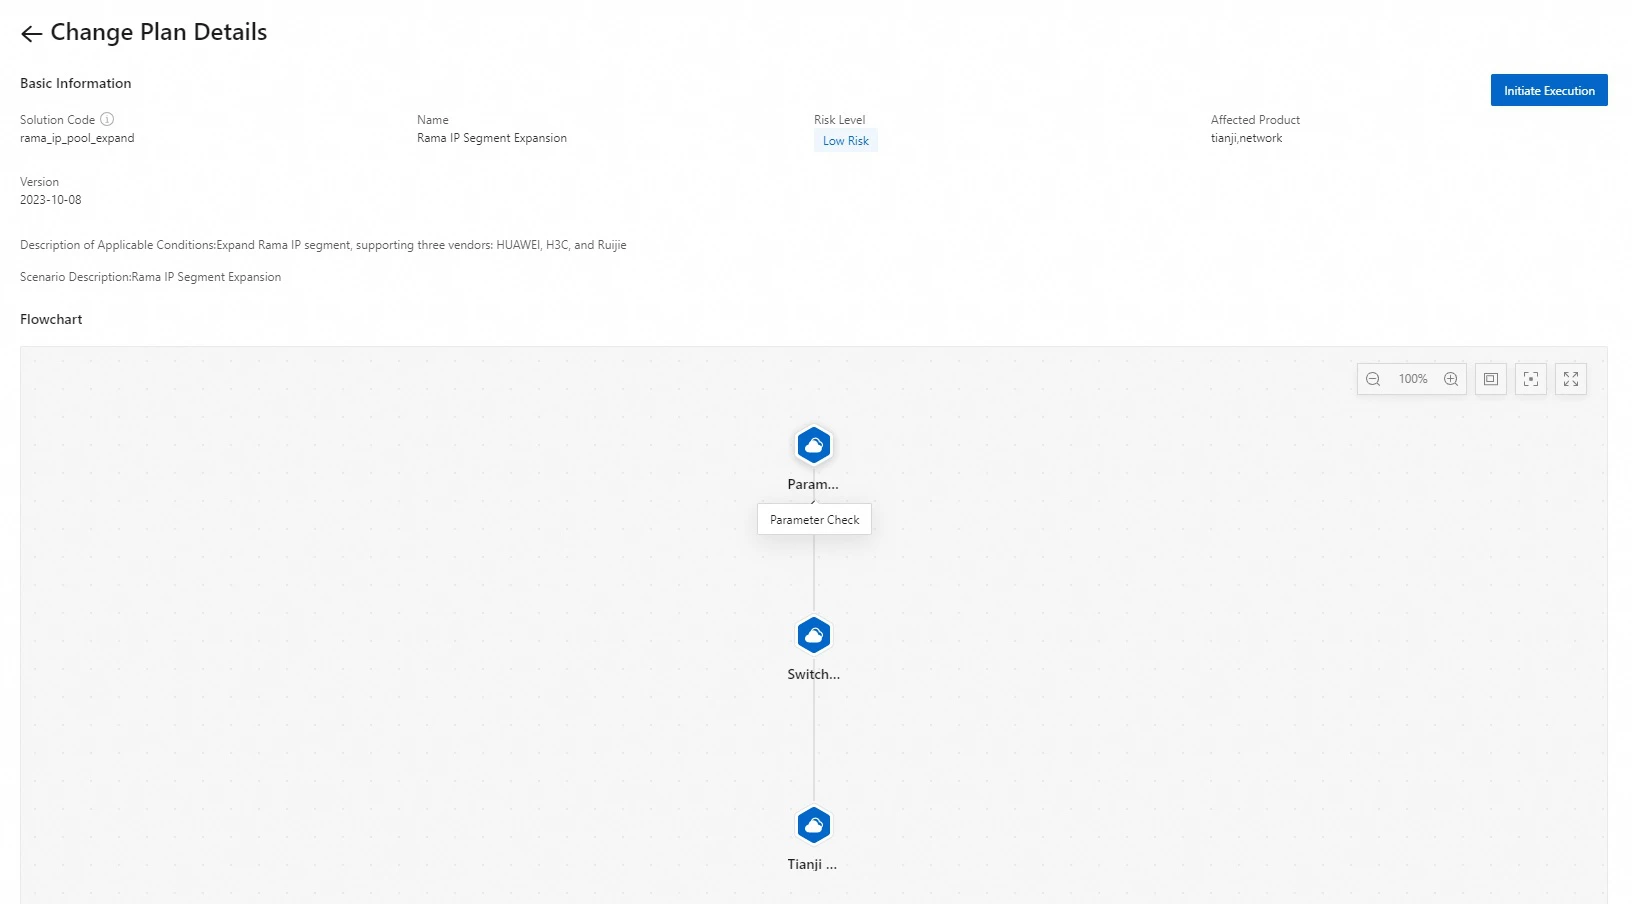 Change Plan Details
Basic Information
Initiate Execution
Solution Code
Name
Risk Level
Affected Product
rama_ip_pool_expand
Rama IP Segment Expansion
Low Risk
tianji,network
Version
2023-10-08
Description of Applicable Conditions:Expand Rama IP segment, supporting three vendors: HUAWEI, H3C, and Ruijie
Scenario Description:Rama IP Segment Expansion
Flowchart
100%
Param...
Parameter Check
Switch...
Tianji ...